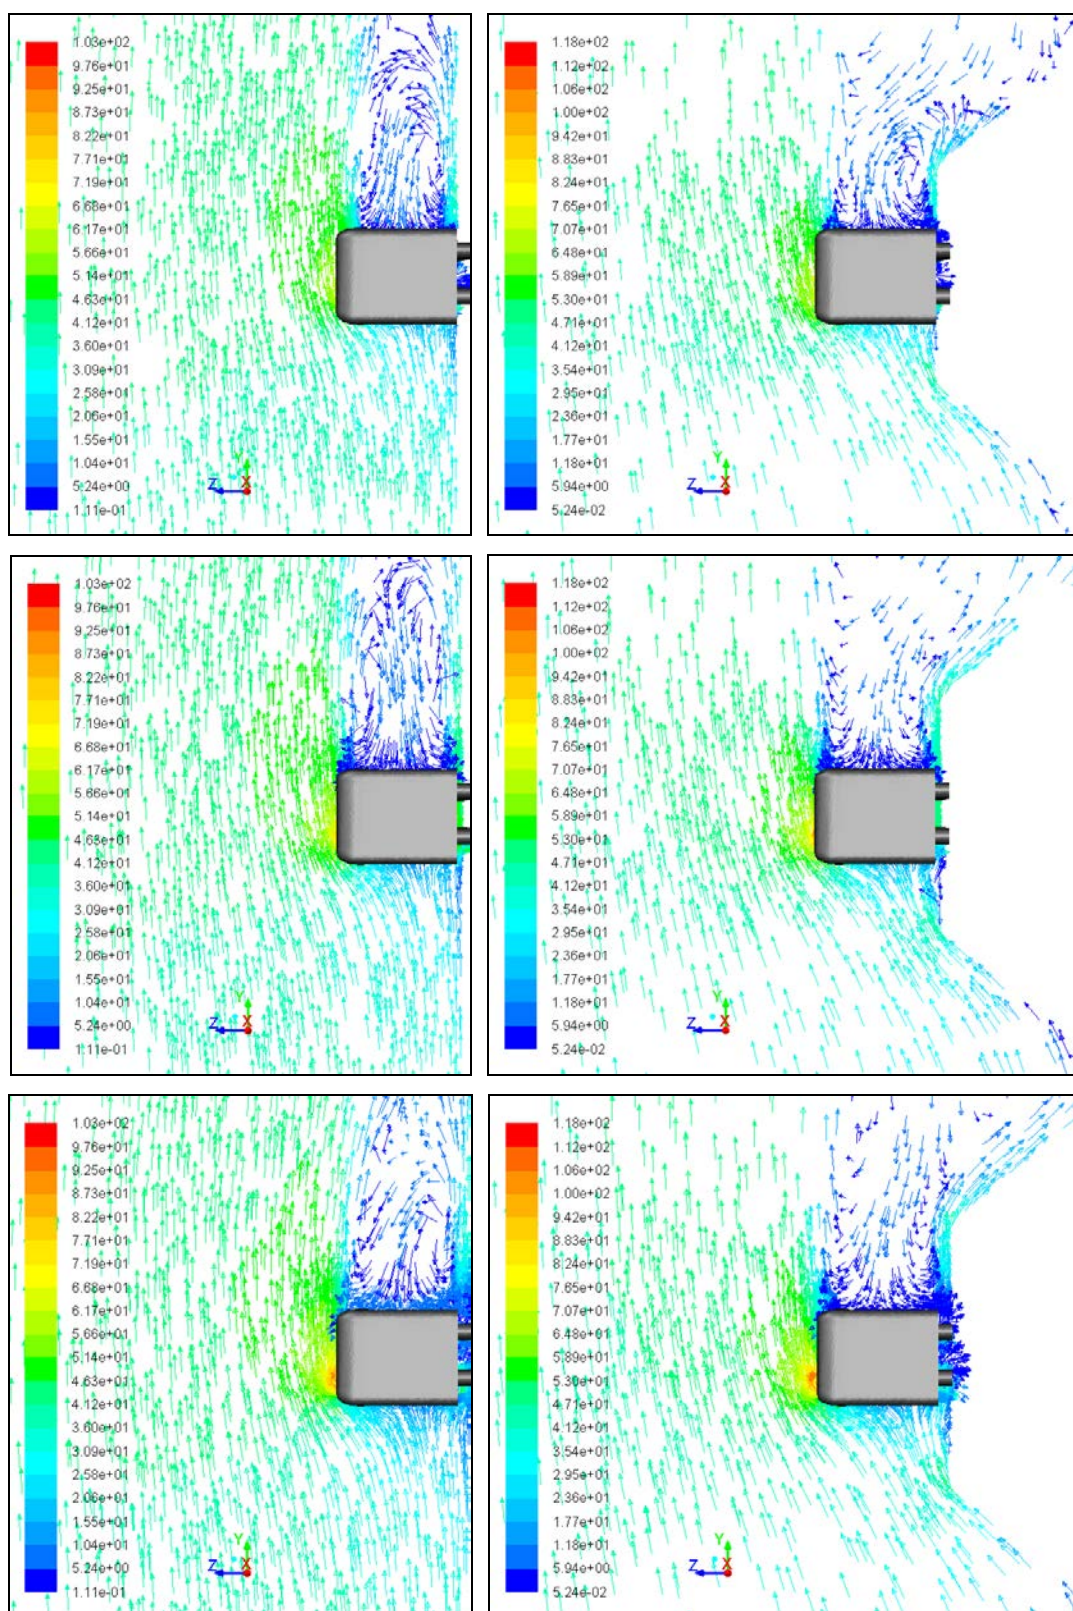 1.03e+02
9.76e+01
9.25e+01
8.73e+01
8.22e+01
7.71e+01
7.19e+01
6.68e+01
6.17e+01
5.66e+01
5.14e+01
4.63e+01
4.12e+01
3.60e+01
3.09e+01
2.58e+01
2.06e+01
1.55e+01
1.04e+01
5.24e+00
1.11e-01
Y
Z X
1.18e+02
1.12e+02
1.06e+02
1.00e+02
9.42e+01
8.83e+01
8.24e+01
7.65e+01
7.07e+01
6.48e+01
5.89e+01
5.30e+01
4.71e+01
4.12e+01
3.54e+01
2.95e+01
2.36e+01
1.77e+01
1.18e+01
5.94e+00
5.24e-02
Y
Z X
1.03e+02
9.76e+01
9.25e+01
8.73e+01
8.22e+01
7.71e+01
7.19e+01
6.68e+01
6.17e+01
5.66e+01
5.14e+01
4.63e+01
4.12e+01
3.60e+01
3.09e+01
2.58e+01
2.06e+01
1.55e+01
1.04e+01
5.24e+00
1.11e-01
Y
Z X
1.18e+02
1.12e+02
1.06e+02
1.00e+02
9.42e+01
8.83e+01
8.24e+01
7.65e+01
7.07e+01
6.48e+01
5.89e+01
5.30e+01
4.71e+01
4.12e+01
3.54e+01
2.95e+01
2.36e+01
1.77e+01
1.18e+01
5.94e+00
5.24e-02
Y
Z X
1.03e+02
9.76e+01
9.25e+01
8.73e+01
8.22e+01
7.71e+01
7.19e+01
6.68e+01
6.17e+01
5.66e+01
5.14e+01
4.63e+01
4.12e+01
3.60e+01
3.09e+01
2.58e+01
2.06e+01
1.55e+01
1.04e+01
5.24e+00
1.11e-01
Y
Z X
1.18e+02
1.12e+02
1.06e+02
1.00e+02
9.42e+01
8.83e+01
8.24e+01
7.65e+01
7.07e+01
6.48e+01
5.89e+01
5.30e+01
4.71e+01
4.12e+01
3.54e+01
2.95e+01
2.36e+01
1.77e+01
1.18e+01
5.94e+00
5.24e-02
Y
Z X